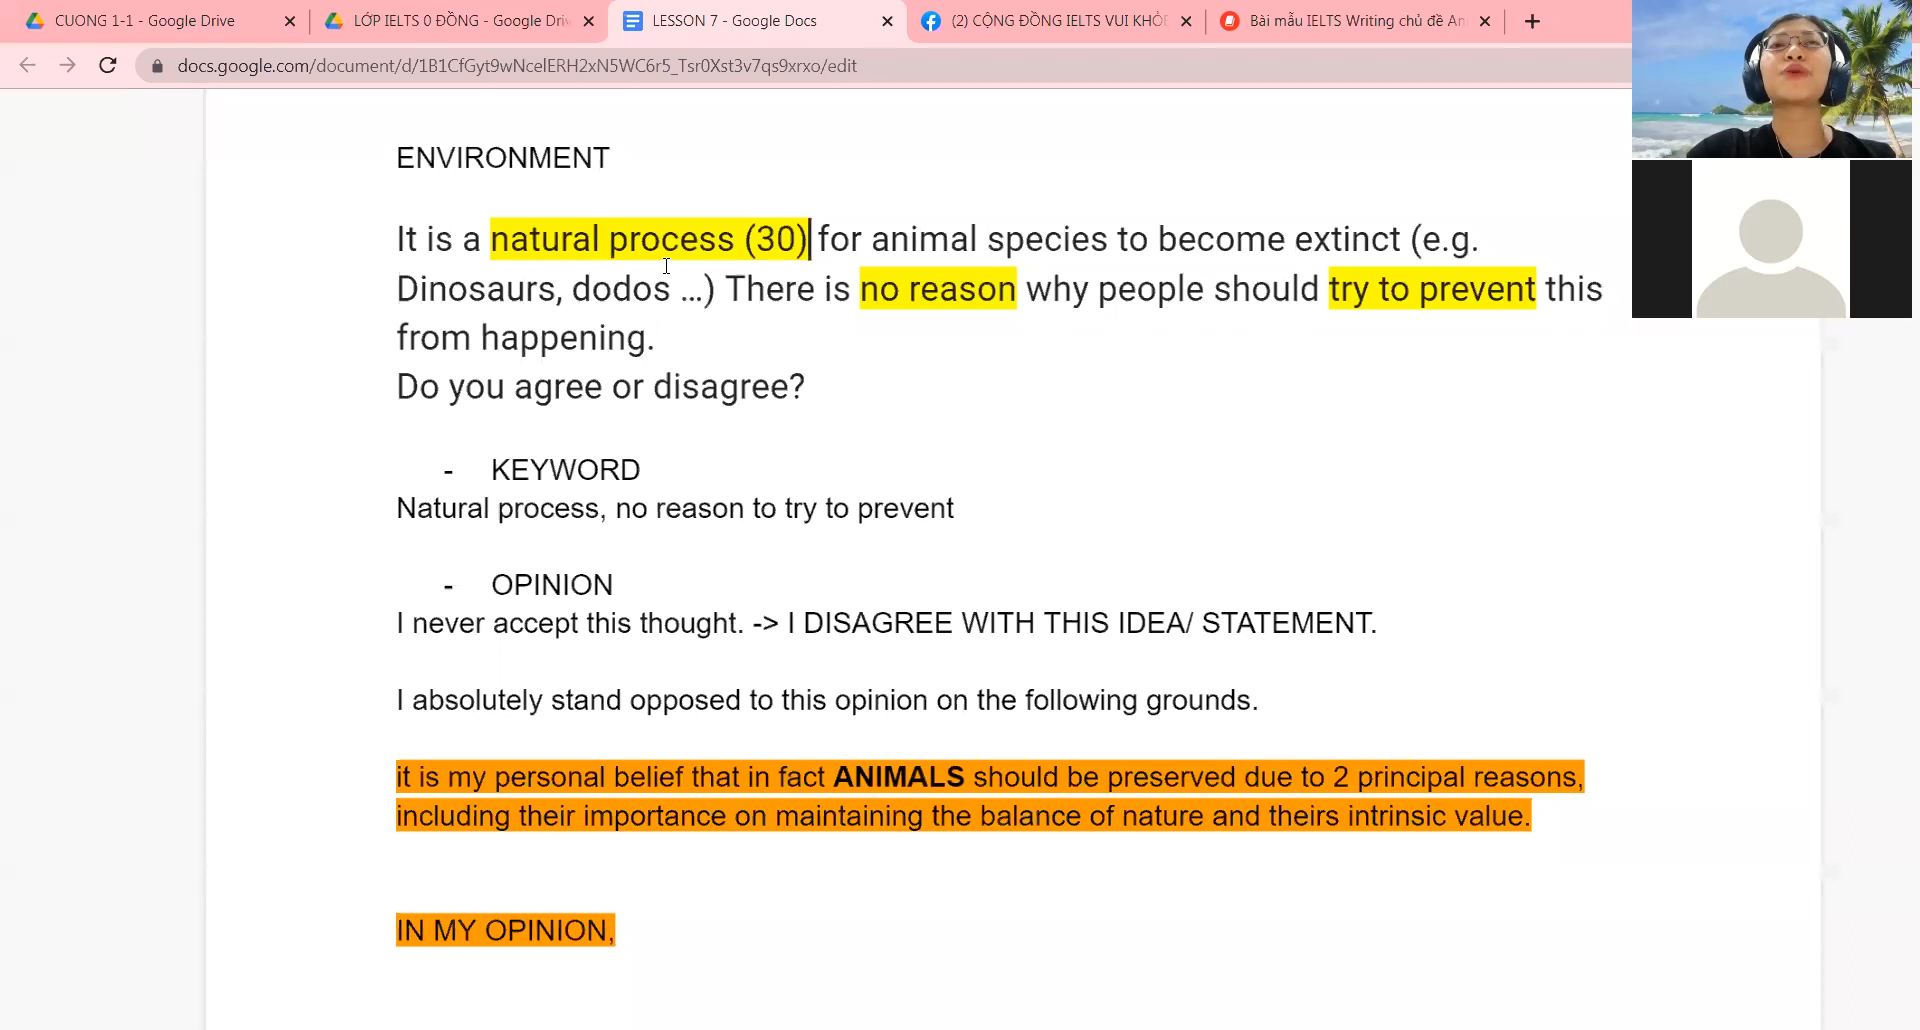 CUONG 1-1 - Google Drive
LỚP IELTS 0 ĐỒNG - Google Dri
LESSON 7 - Google Docs
(2) CỘNG ĐỒNG IELTS VUI KHỎE
Bài mẫu IELTS Writing chủ đề An
docs.google.com/document/d/1B1CfGyt9wNcelERH2xN5WC6r5_Tsr0Xst3v7qs9xrxo/edit
ENVIRONMENT
It is a natural process (30) for animal species to become extinct (e.g.
Dinosaurs, dodos ...) There is no reason why people should try to prevent this
from happening.
Do you agree or disagree?
- KEYWORD
Natural process, no reason to try to prevent
- OPINION
I never accept this thought. -> I DISAGREE WITH THIS IDEA/ STATEMENT.
I absolutely stand opposed to this opinion on the following grounds.
it is my personal belief that in fact ANIMALS should be preserved due to 2 principal reasons,
including their importance on maintaining the balance of nature and theirs intrinsic value.
IN MY OPINION,